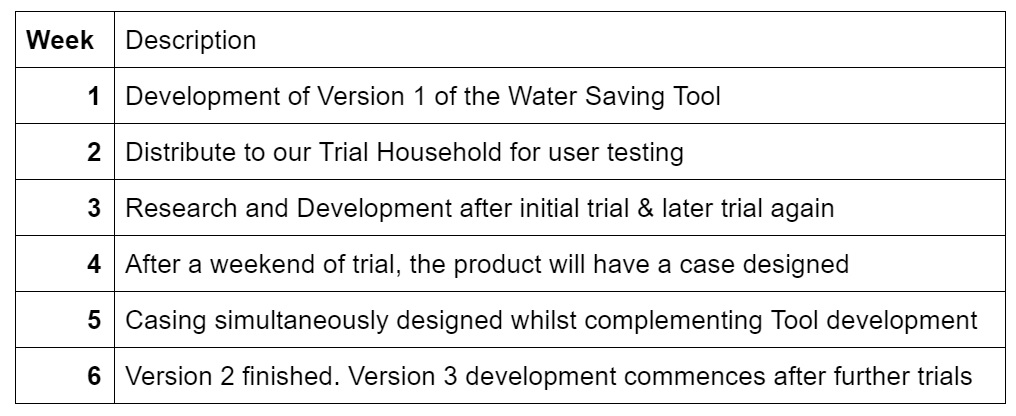 Week Description
1 Development of Version 1 of the Water Saving Tool
2 Distribute to our Trial Household for user testing
3 Research and Development after initial trial & later trial again
4 After a weekend of trial, the product will have a case designed
5 Casing simultaneously designed whilst complementing Tool development
6 Version 2 finished. Version 3 development commences after further trials